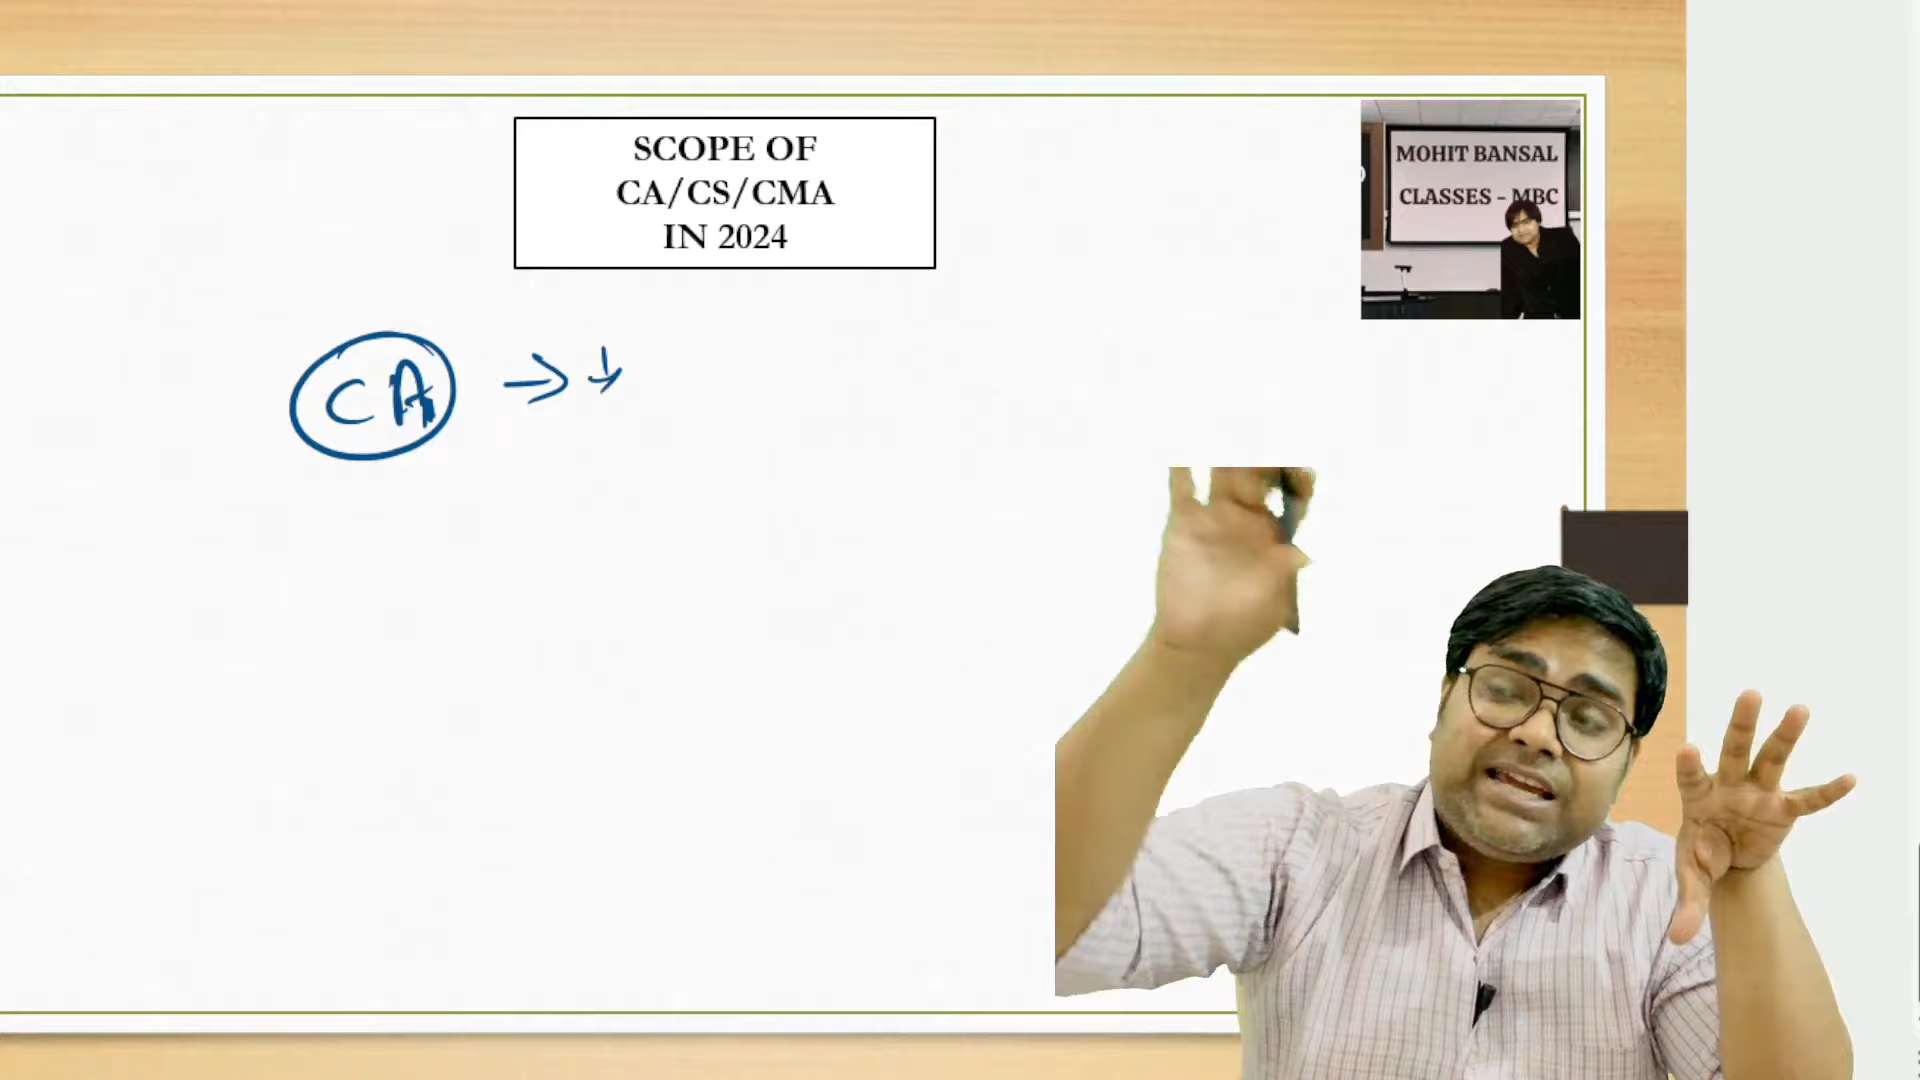 SCOPE OF
CA/CS/CMA
IN 2024
MOHIT BANSAL
CLASSES - MBC
CA →